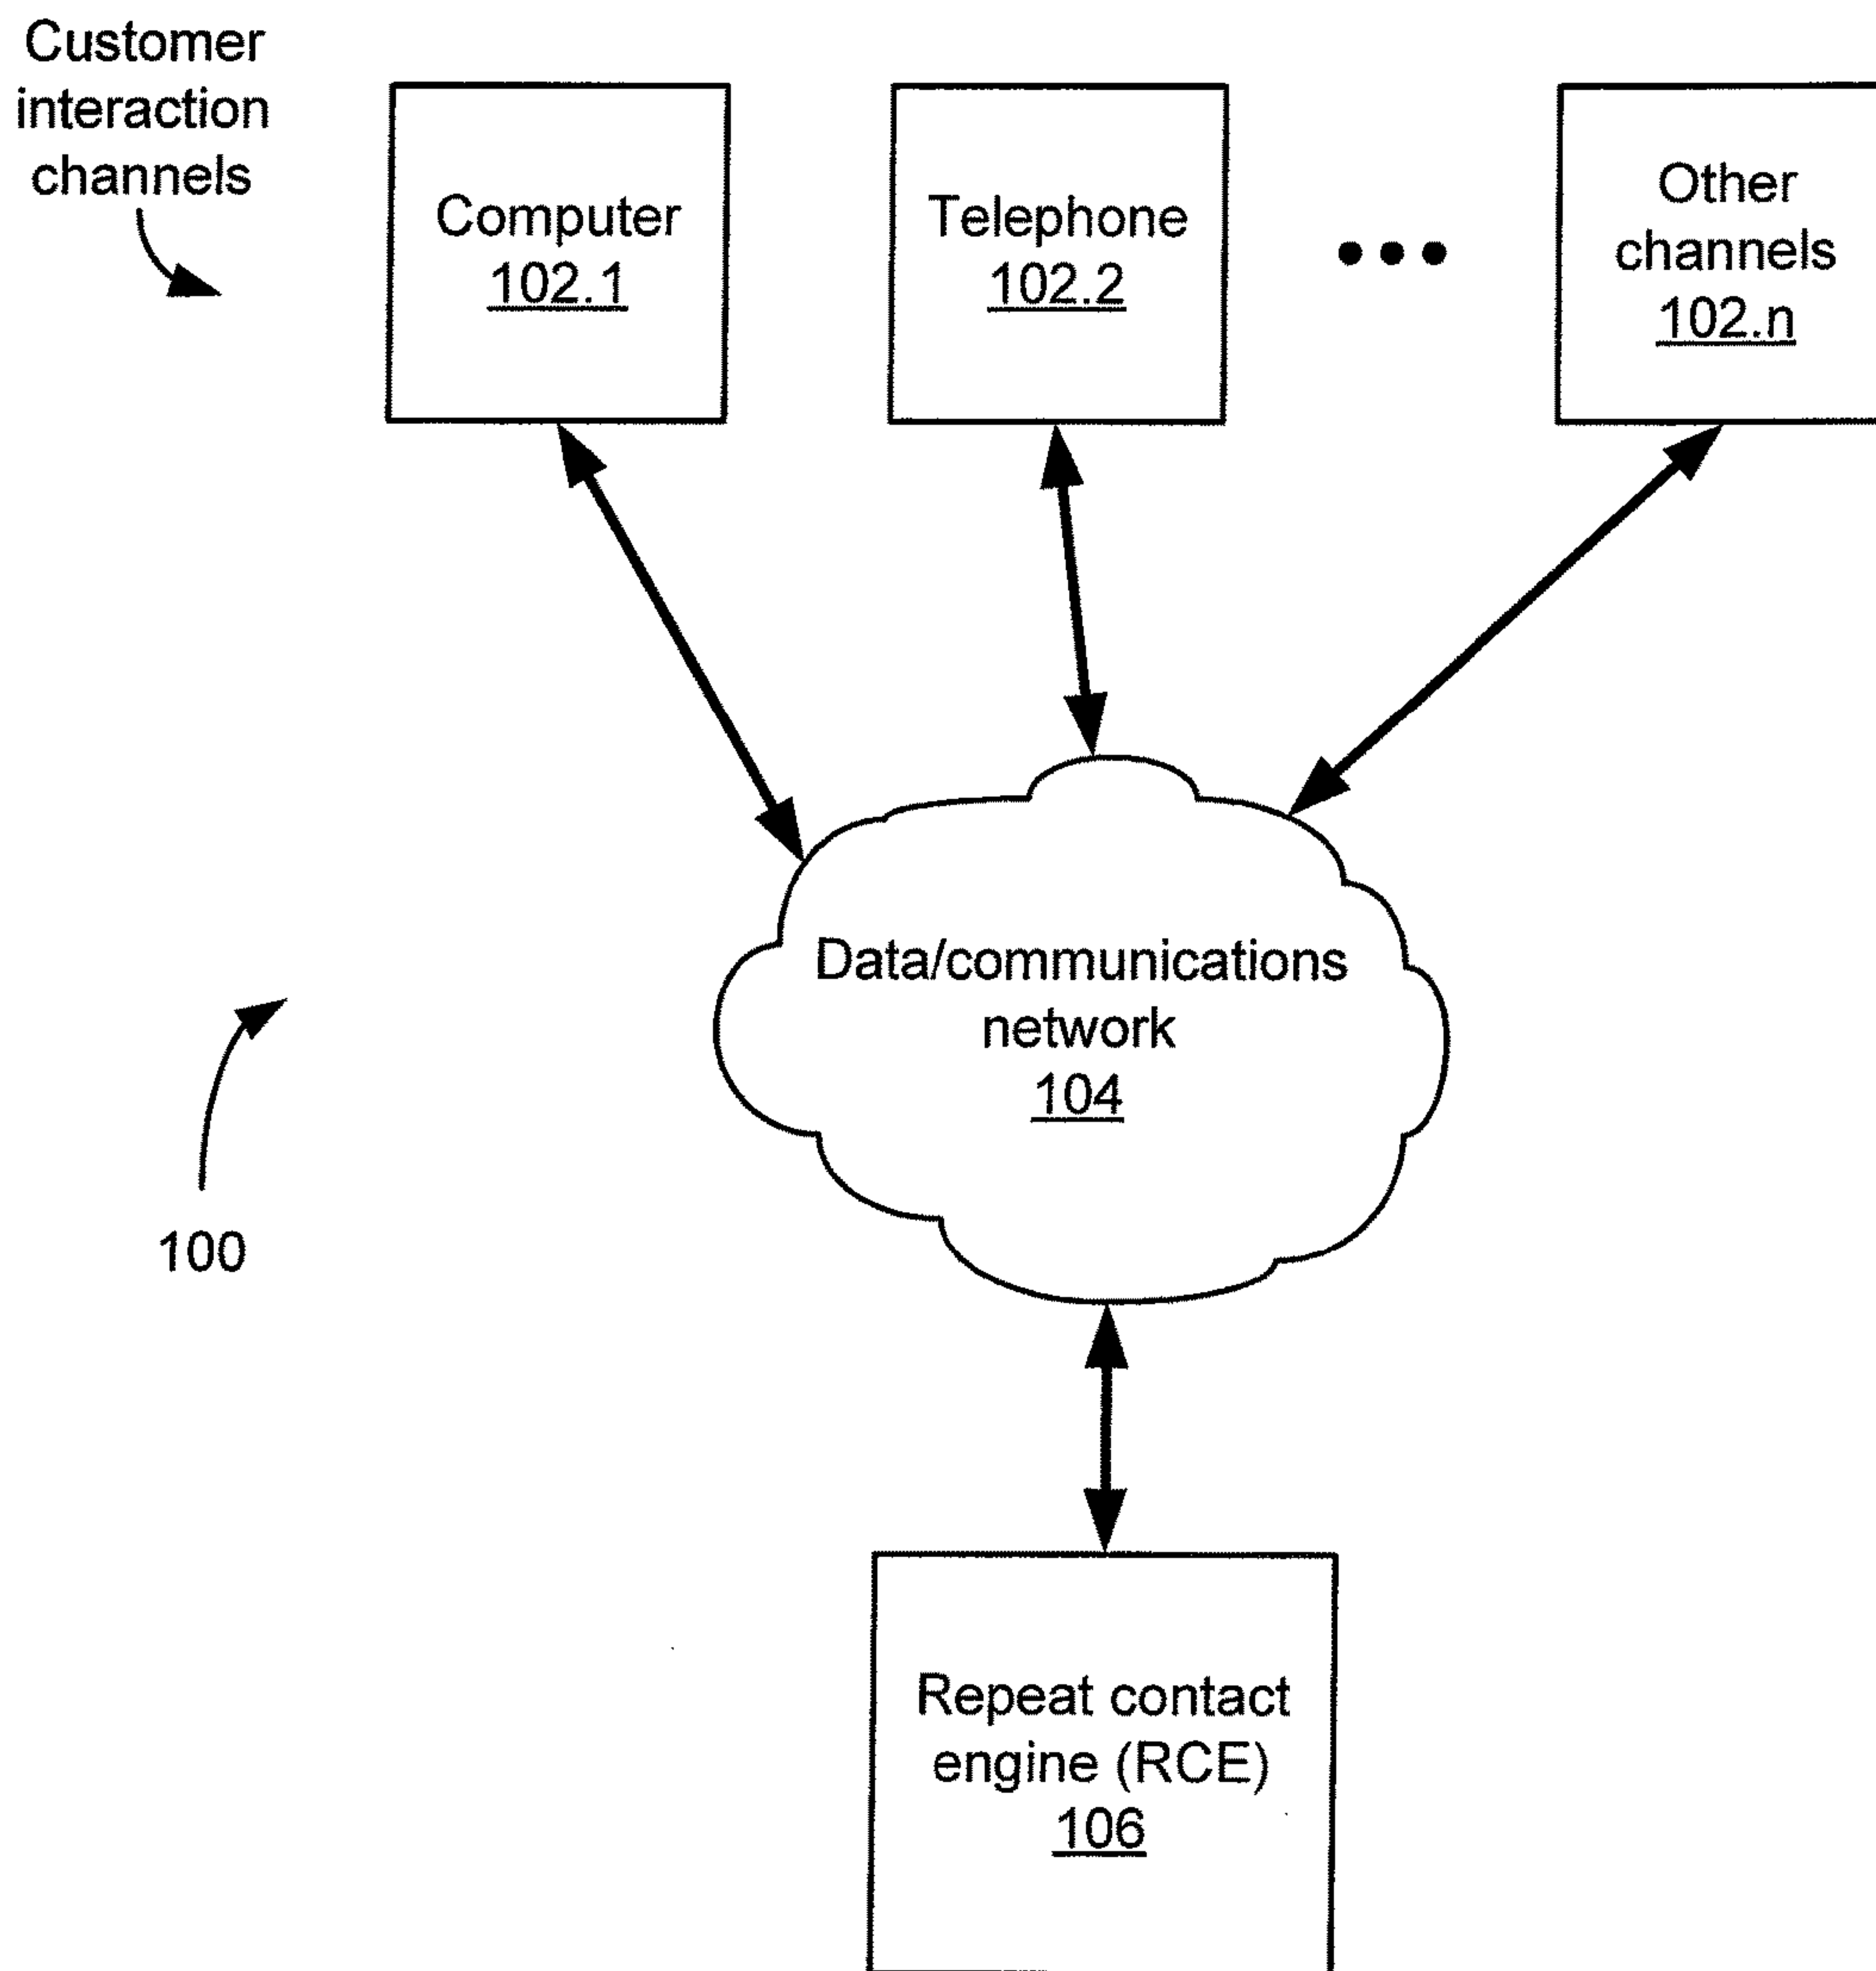 Customer
interaction
channels
Computer
102.1
Telephone
102.2
Other
channels
102.n
Data/communications
network
104
100
Repeat contact
engine (RCE)
106